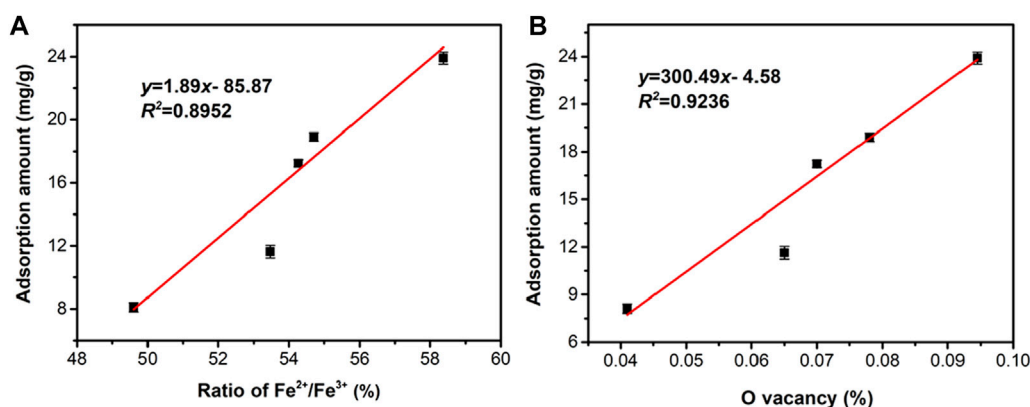 A
Adsorption amount (mg/g)
24
20
16
12
8
y=1.89x- 85.87
R²=0.8952
48 50 52 54 56 58 60
Ratio of Fe²⁺/Fe³⁺ (%)
B
Adsorption amount (mg/g)
24
21
18
15
12
9
6
y=300.49x- 4.58
R²=0.9236
0.04 0.05 0.06 0.07 0.08 0.09 0.10
O vacancy (%)